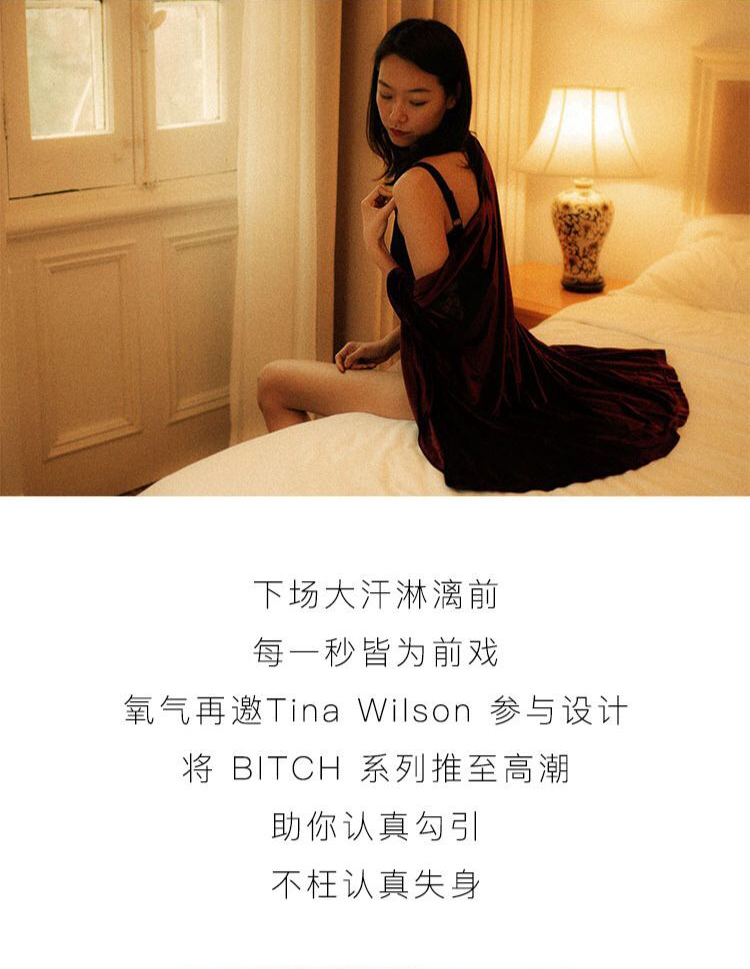 下场大汗淋漓前
每一秒皆为前戏
氧气再邀Tina Wilson 参与设计
将 BITCH 系列推至高潮
助你认真勾引
不枉认真失身